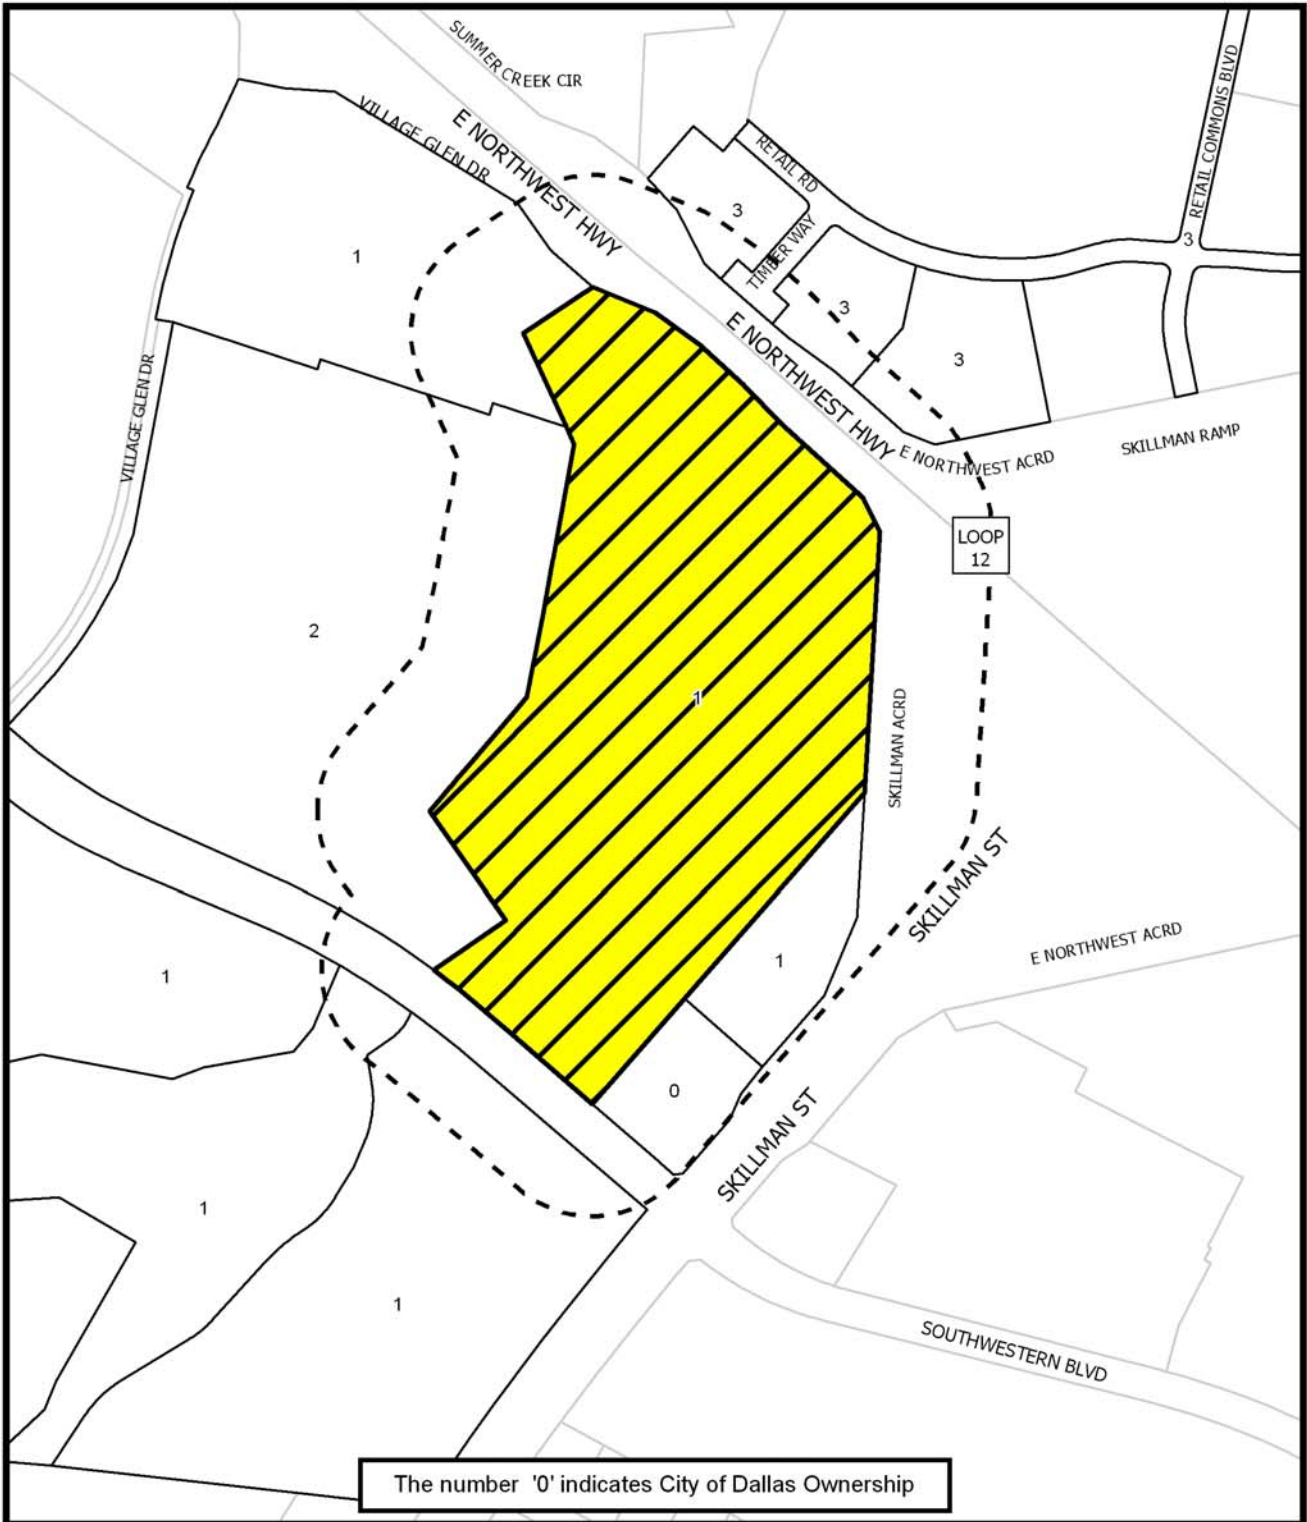 SUMMER CREEK CIR
RETAIL COMMONS BLVD
VILLAGE GLEN DR
E NORTHWEST HWY
RETAIL RD
3
TIMBER WAY
3
1
3
3
E NORTHWEST HWY
VILLAGE GLEN DR
E NORTHWEST ACRD
SKILLMAN RAMP
LOOP
12
2
1
SKILLMAN ACRD
SKILLMAN ST
E NORTHWEST ACRD
1
1
0
SKILLMAN ST
1
1
SOUTHWESTERN BLVD
The number '0' indicates City of Dallas Ownership